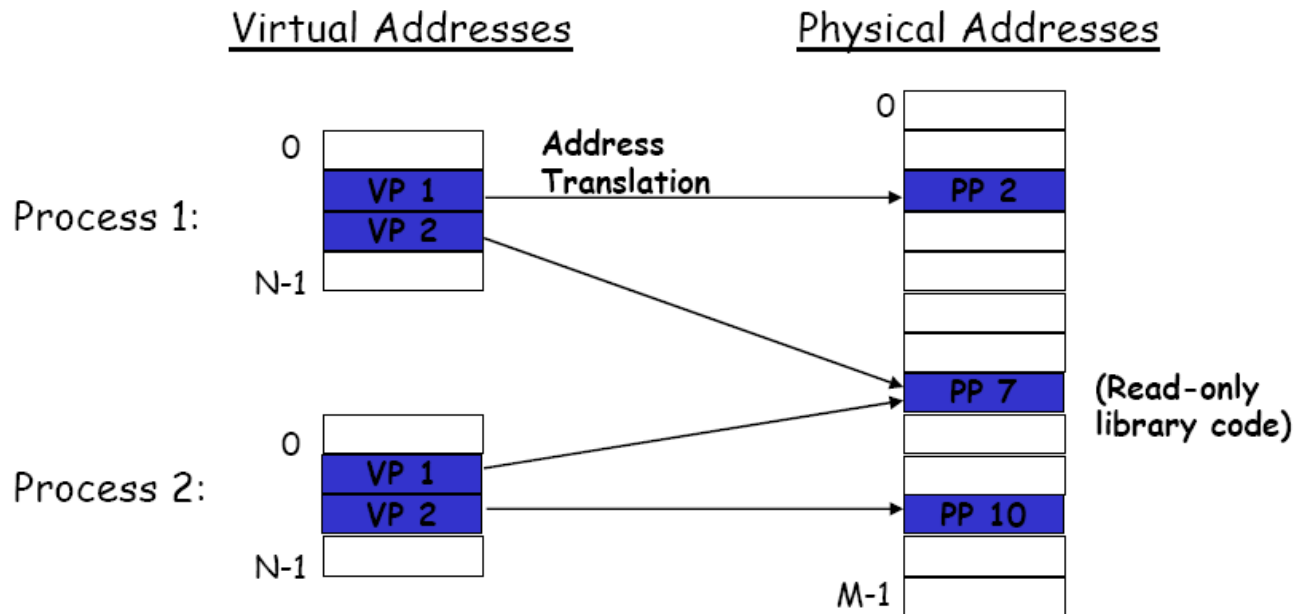 Virtual Addresses
Physical Addresses
0
Address
Translation
0
Process 1:
VP 1
VP 2
N-1
PP 2
PP 7
(Read-only
library code)
0
Process 2:
VP 1
VP 2
N-1
PP 10
M-1